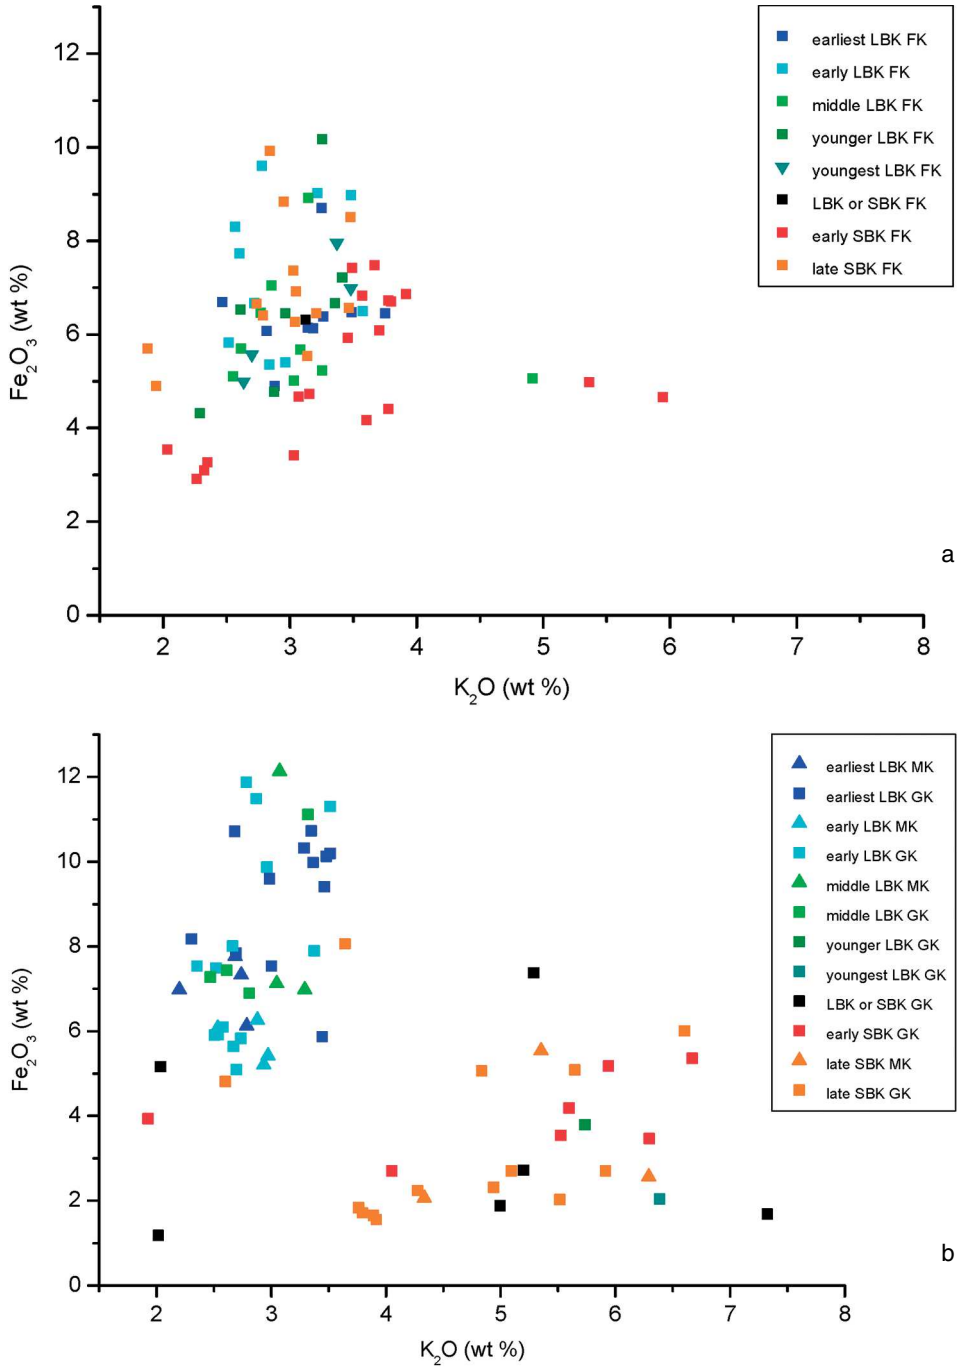 12
10
8
6
4
2
0
Fe2O3 (wt %)
2 3 4 5 6 7 8
K2O (wt %)
earliest LBK FK
early LBK FK
middle LBK FK
younger LBK FK
youngest LBK FK
LBK or SBK FK
early SBK FK
late SBK FK
a
12
10
8
6
4
2
0
Fe2O3 (wt %)
2 3 4 5 6 7 8
K2O (wt %)
earliest LBK MK
earliest LBK GK
early LBK MK
early LBK GK
middle LBK MK
middle LBK GK
younger LBK GK
youngest LBK GK
LBK or SBK GK
early SBK GK
late SBK MK
late SBK GK
b